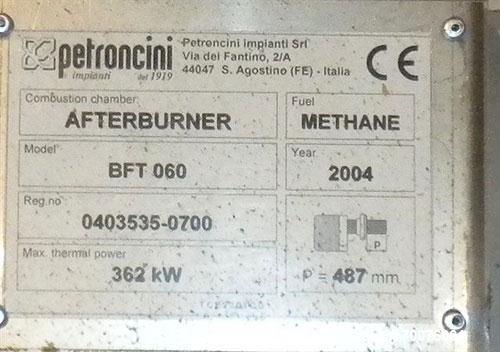 petroncini
impianti dal 1919
Petroncini Impianti Srl
Via dei Fantino, 2/A
44047 S. Agostino (FE) - Italia
CE
Combustion chamber:
AFTERBURNER
Fuel
METHANE
Model
BFT 060
Year
2004
Reg.no
0403535-0700
P
Max. thermal power
362 kW
P = 487 mm